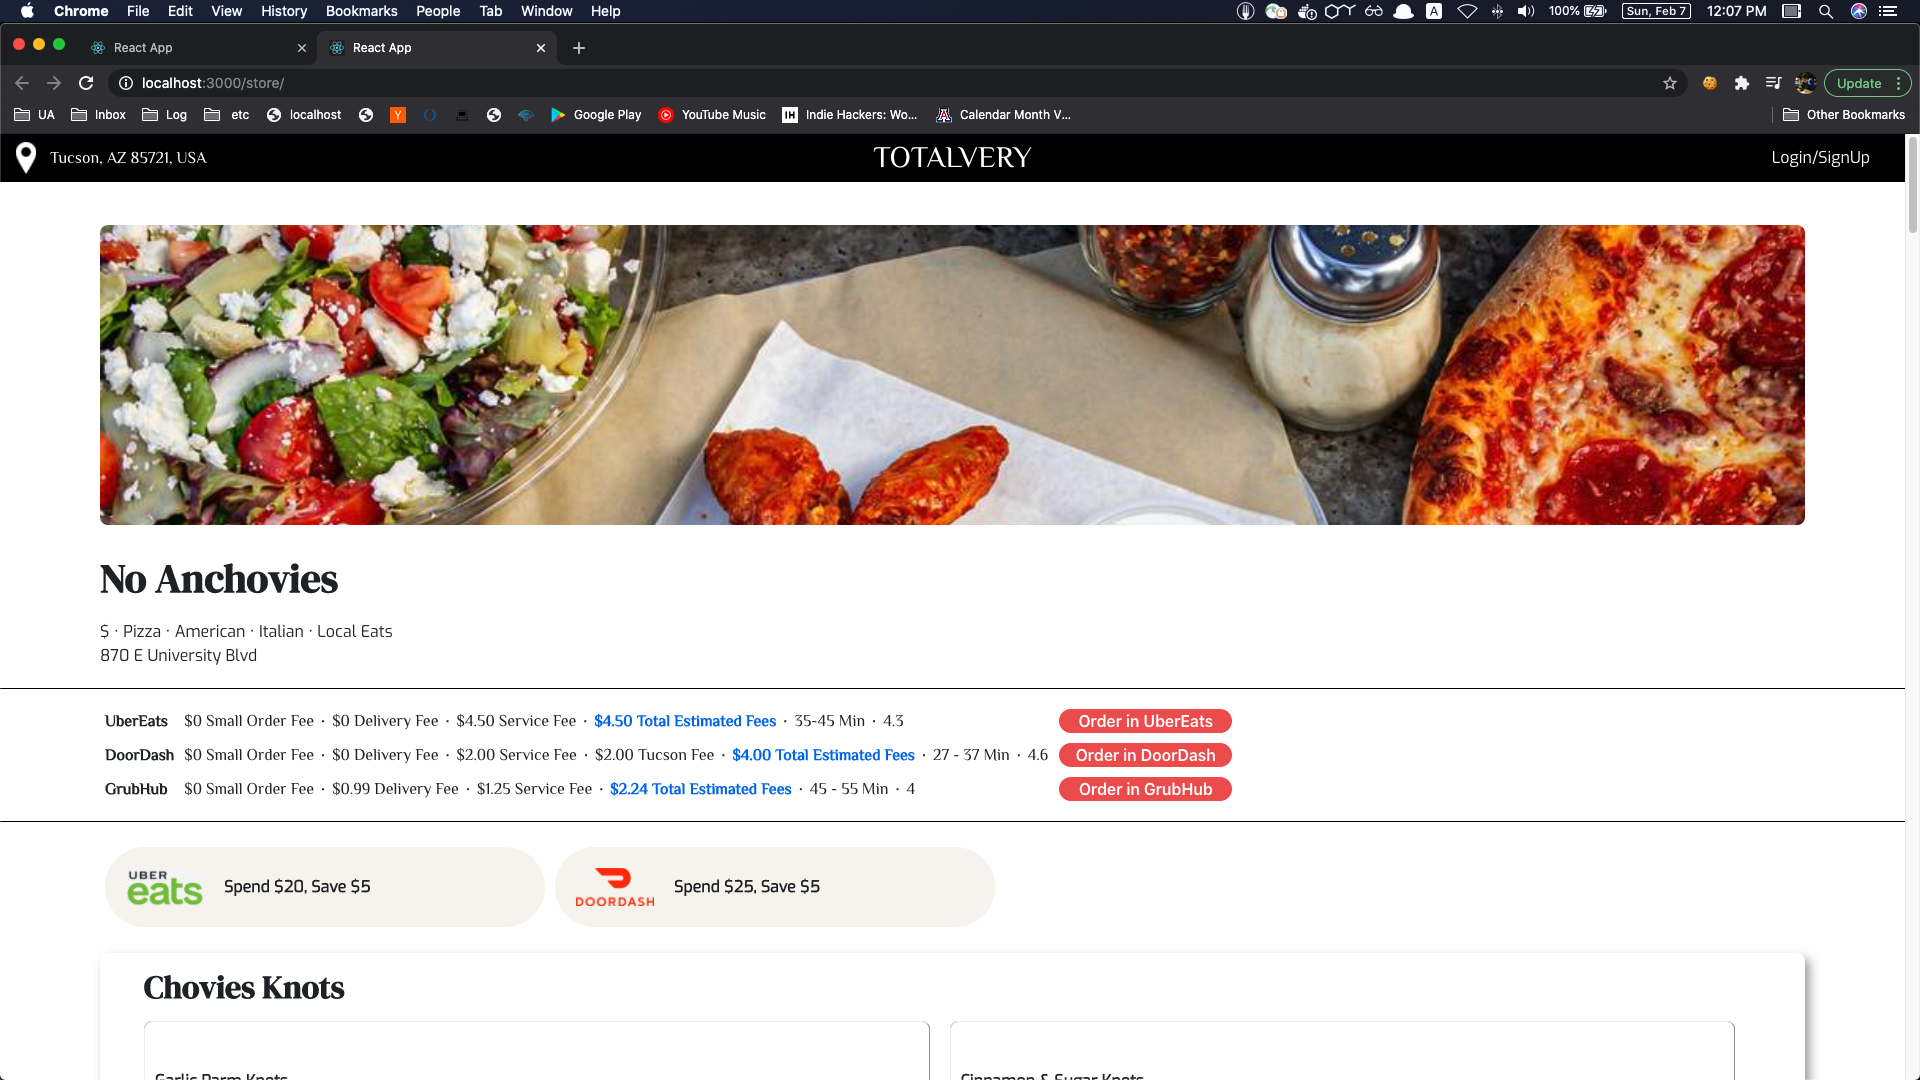 Chrome File Edit View History Bookmarks People Tab Window Help A 100% Sun, Feb 7 12:07 PM
React App React App
localhost:3000/store/ Update
UA Inbox Log etc localhost Y Google Play YouTube Music IH Indie Hackers: Wo... A Calendar Month V... Other Bookmarks
Tucson, AZ 85721, USA TOTALVERY Login/SignUp
No Anchovies
$ · Pizza · American · Italian · Local Eats
870 E University Blvd
UberEats $0 Small Order Fee · $0 Delivery Fee · $4.50 Service Fee · $4.50 Total Estimated Fees · 35-45 Min · 4.3 Order in UberEats
DoorDash $0 Small Order Fee · $0 Delivery Fee · $2.00 Service Fee · $2.00 Tucson Fee · $4.00 Total Estimated Fees · 27 - 37 Min · 4.6 Order in DoorDash
GrubHub $0 Small Order Fee · $0.99 Delivery Fee · $1.25 Service Fee · $2.24 Total Estimated Fees · 45 - 55 Min · 4 Order in GrubHub
UBER eats Spend $20, Save $5 DOORDASH Spend $25, Save $5
Chovies Knots
Garlic Parm Knots Cinnamon & Sugar Knots